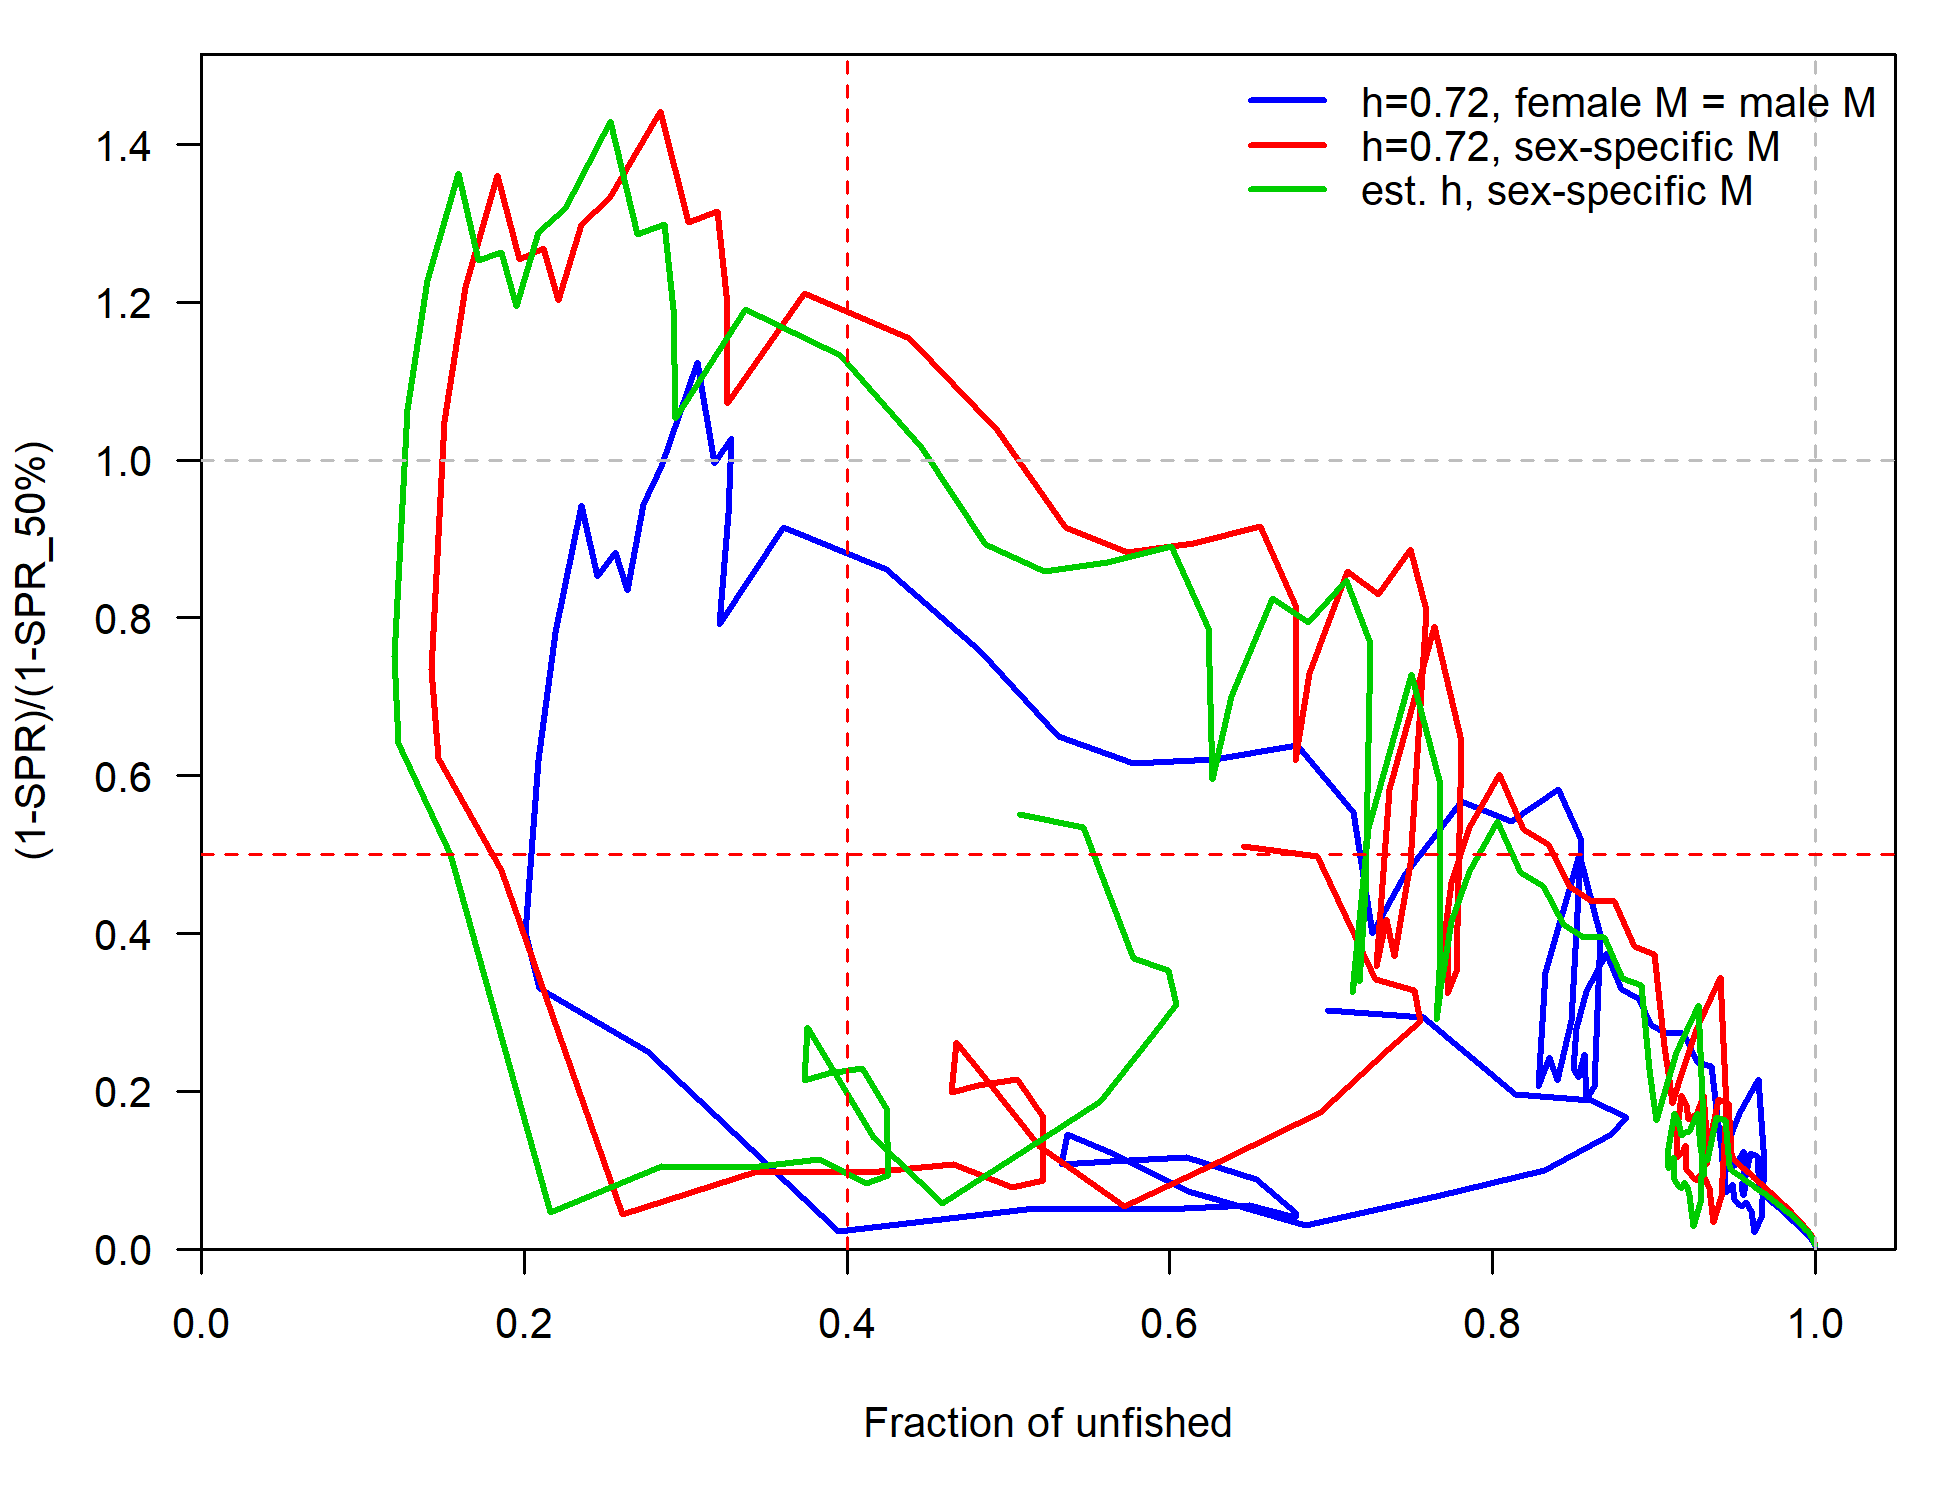 h=0.72, female M = male M
h=0.72, sex-specific M
est. h, sex-specific M
1.4
1.2
1.0
0.8
0.6
0.4
0.2
0.0
(1-SPR)/(1-SPR_50%)
0.0 0.2 0.4 0.6 0.8 1.0
Fraction of unfished